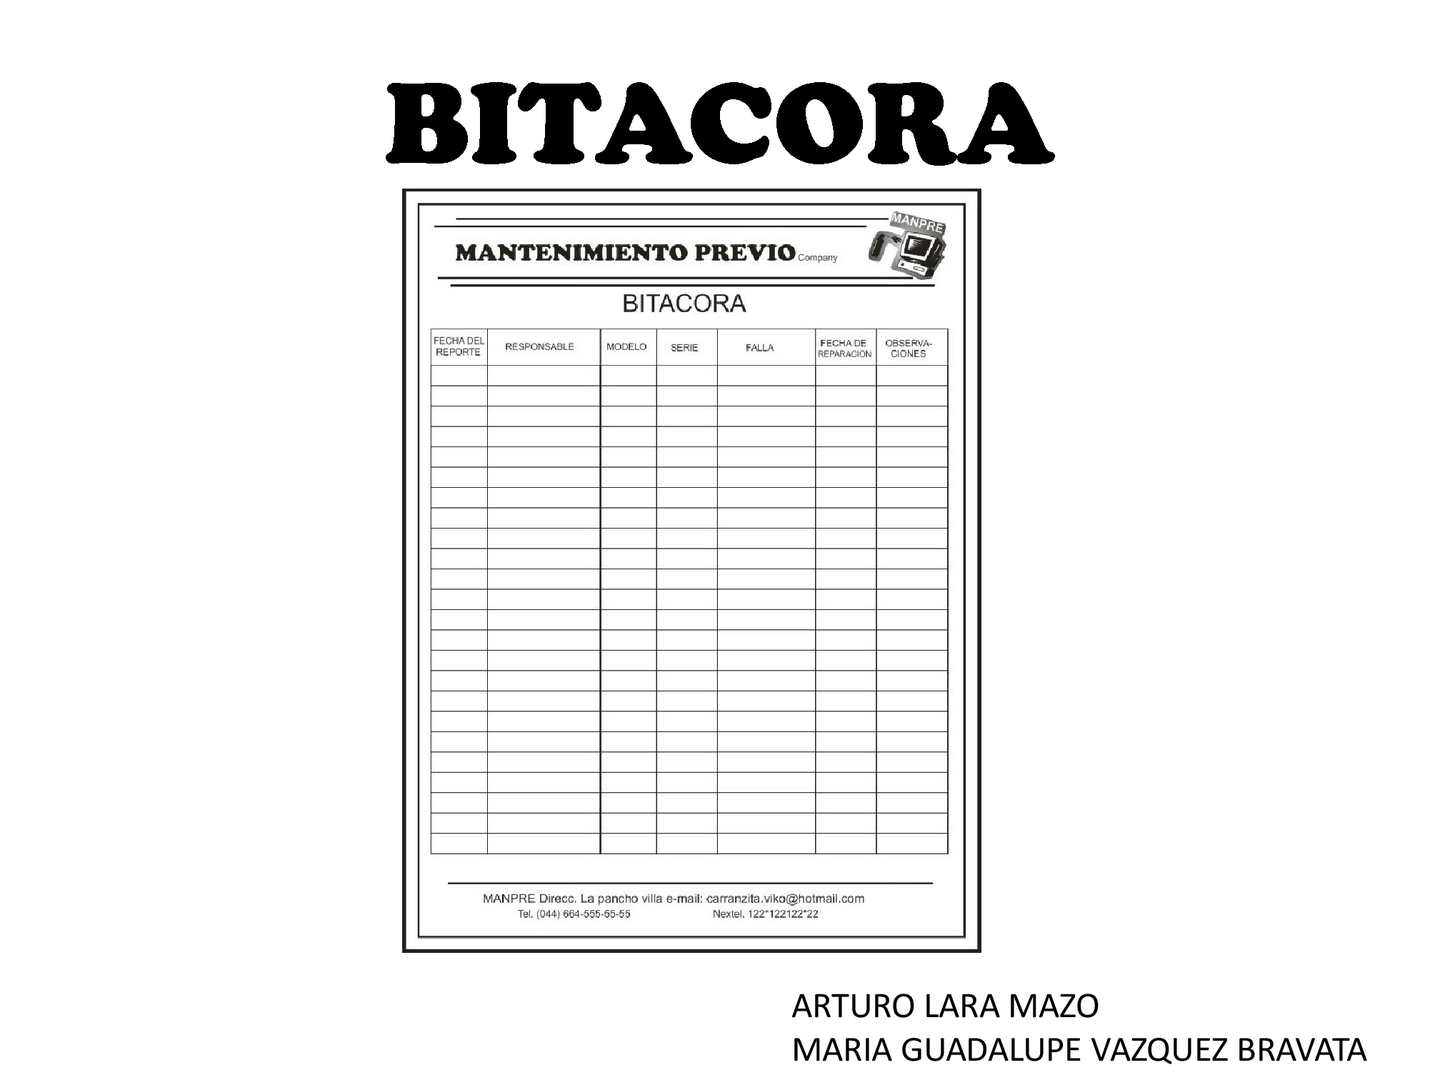 BITACORA
MANPRE
MANTENIMIENTO PREVIO Company
BITACORA
FECHA DEL REPORTE
RESPONSABLE
MODELO
SERIE
FALLA
FECHA DE REPARACION
OBSERVA-CIONES
MANPRE Direcc. La pancho villa e-mail: carranzita.viko@hotmail.com
Tel. (044) 664-555-55-55 Nextel. 122*122122*22
ARTURO LARA MAZO
MARIA GUADALUPE VAZQUEZ BRAVATA